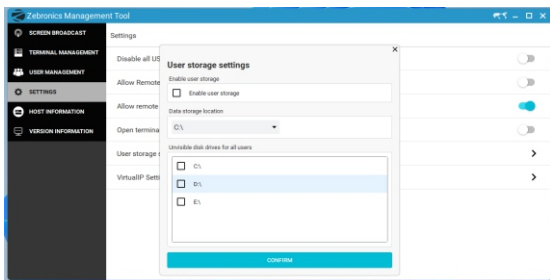 Zebronics Management Tool
SCREEN BROADCAST
TERMINAL MANAGEMENT
USER MANAGEMENT
SETTINGS
HOST INFORMATION
VERSION INFORMATION
Settings
Disable all US
Allow Remote
Allow remote
Open termina
User storage s
VirtualIP Setti
User storage settings
Enable user storage
Enable user storage
Data storage location
C:\
Unvisible disk drives for all users
C:\
D:\
E:\
CONFIRM